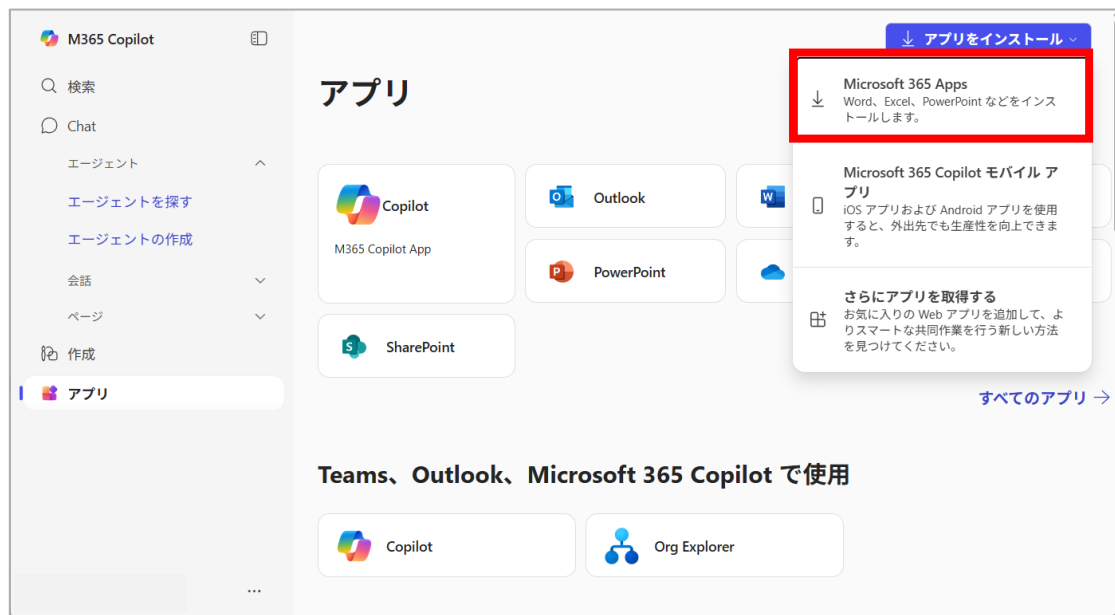 M365 Copilot
検索
Chat
エージェント
エージェントを探す
エージェントの作成
会話
ページ
作成
アプリ
アプリをインストール
アプリ
Microsoft 365 Apps
Word、Excel、PowerPoint などをインス
トールします。
Microsoft 365 Copilot モバイル ア
プリ
iOS アプリおよび Android アプリを使用
すると、外出先でも生産性を向上できま
す。
さらにアプリを取得する
お気に入りの Web アプリを追加して、よ
りスマートな共同作業を行う新しい方法
を見つけてください。
Copilot
M365 Copilot App
Outlook
PowerPoint
SharePoint
すべてのアプリ
Teams、Outlook、Microsoft 365 Copilot で使用
Copilot
Org Explorer